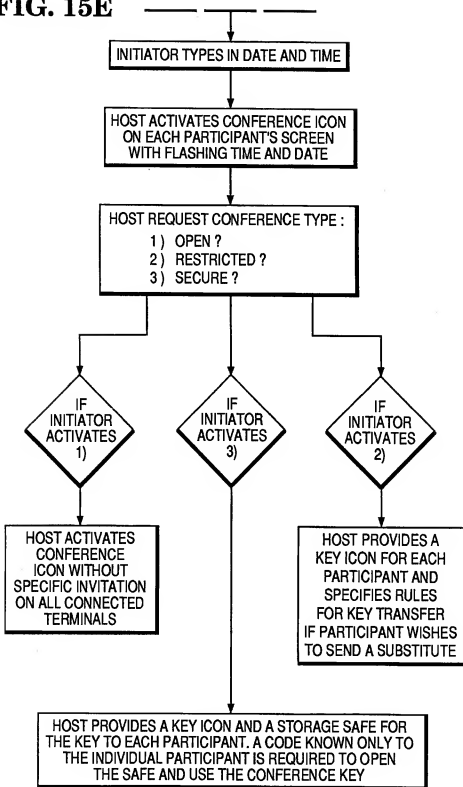 FIG. 15E
INITIATOR TYPES IN DATE AND TIME
HOST ACTIVATES CONFERENCE ICON
ON EACH PARTICIPANT'S SCREEN
WITH FLASHING TIME AND DATE
HOST REQUEST CONFERENCE TYPE :
1) OPEN ?
2) RESTRICTED ?
3) SECURE ?
IF
INITIATOR
ACTIVATES
1)
IF
INITIATOR
ACTIVATES
3)
IF
INITIATOR
ACTIVATES
2)
HOST ACTIVATES
CONFERENCE
ICON WITHOUT
SPECIFIC INVITATION
ON ALL CONNECTED
TERMINALS
HOST PROVIDES A
KEY ICON FOR EACH
PARTICIPANT AND
SPECIFIES RULES
FOR KEY TRANSFER
IF PARTICIPANT WISHES
TO SEND A SUBSTITUTE
HOST PROVIDES A KEY ICON AND A STORAGE SAFE FOR
THE KEY TO EACH PARTICIPANT. A CODE KNOWN ONLY TO
THE INDIVIDUAL PARTICIPANT IS REQUIRED TO OPEN
THE SAFE AND USE THE CONFERENCE KEY